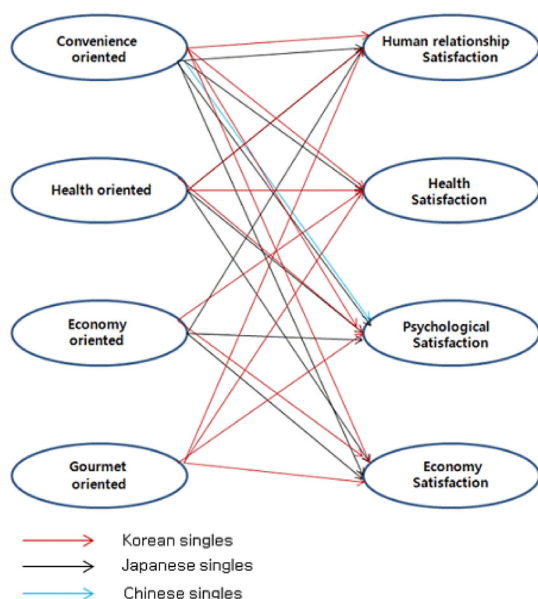 Convenience
oriented
Human relationship
Satisfaction
Health oriented
Health
Satisfaction
Economy
oriented
Psychological
Satisfaction
Gourmet
oriented
Economy
Satisfaction
Korean singles
Japanese singles
Chinese singles